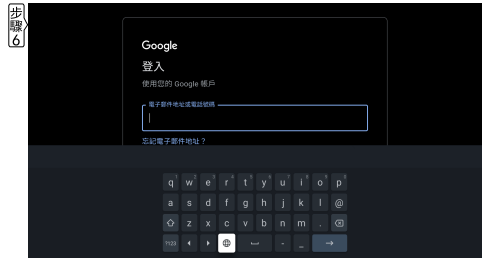 步驟6
Google
登入
使用您的 Google 帳戶
電子郵件地址或電話號碼
忘記電子郵件地址？
q w e r t y u i o p
a s d f g h j k l @
z x c v b n m .
?123 - _